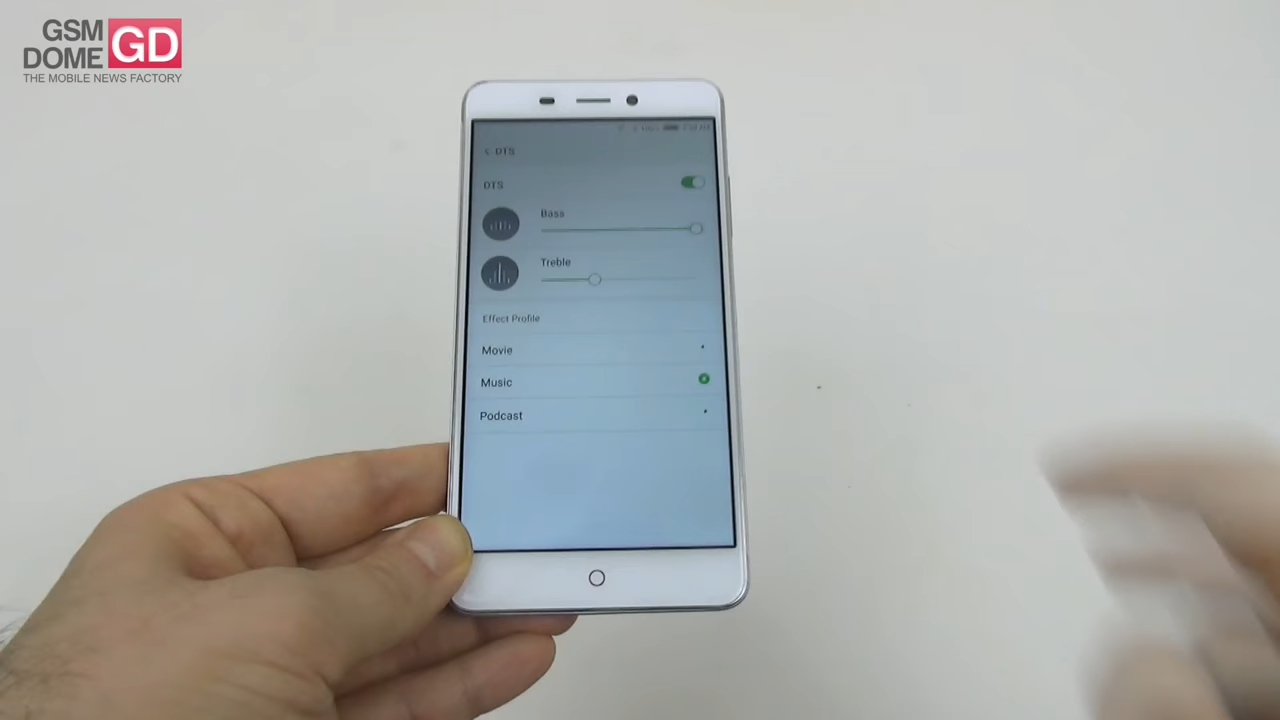 GSM
DOME
GD
THE MOBILE NEWS FACTORY
DTS
DTS
Bass
Treble
Effect Profile
Movie
Music
Podcast